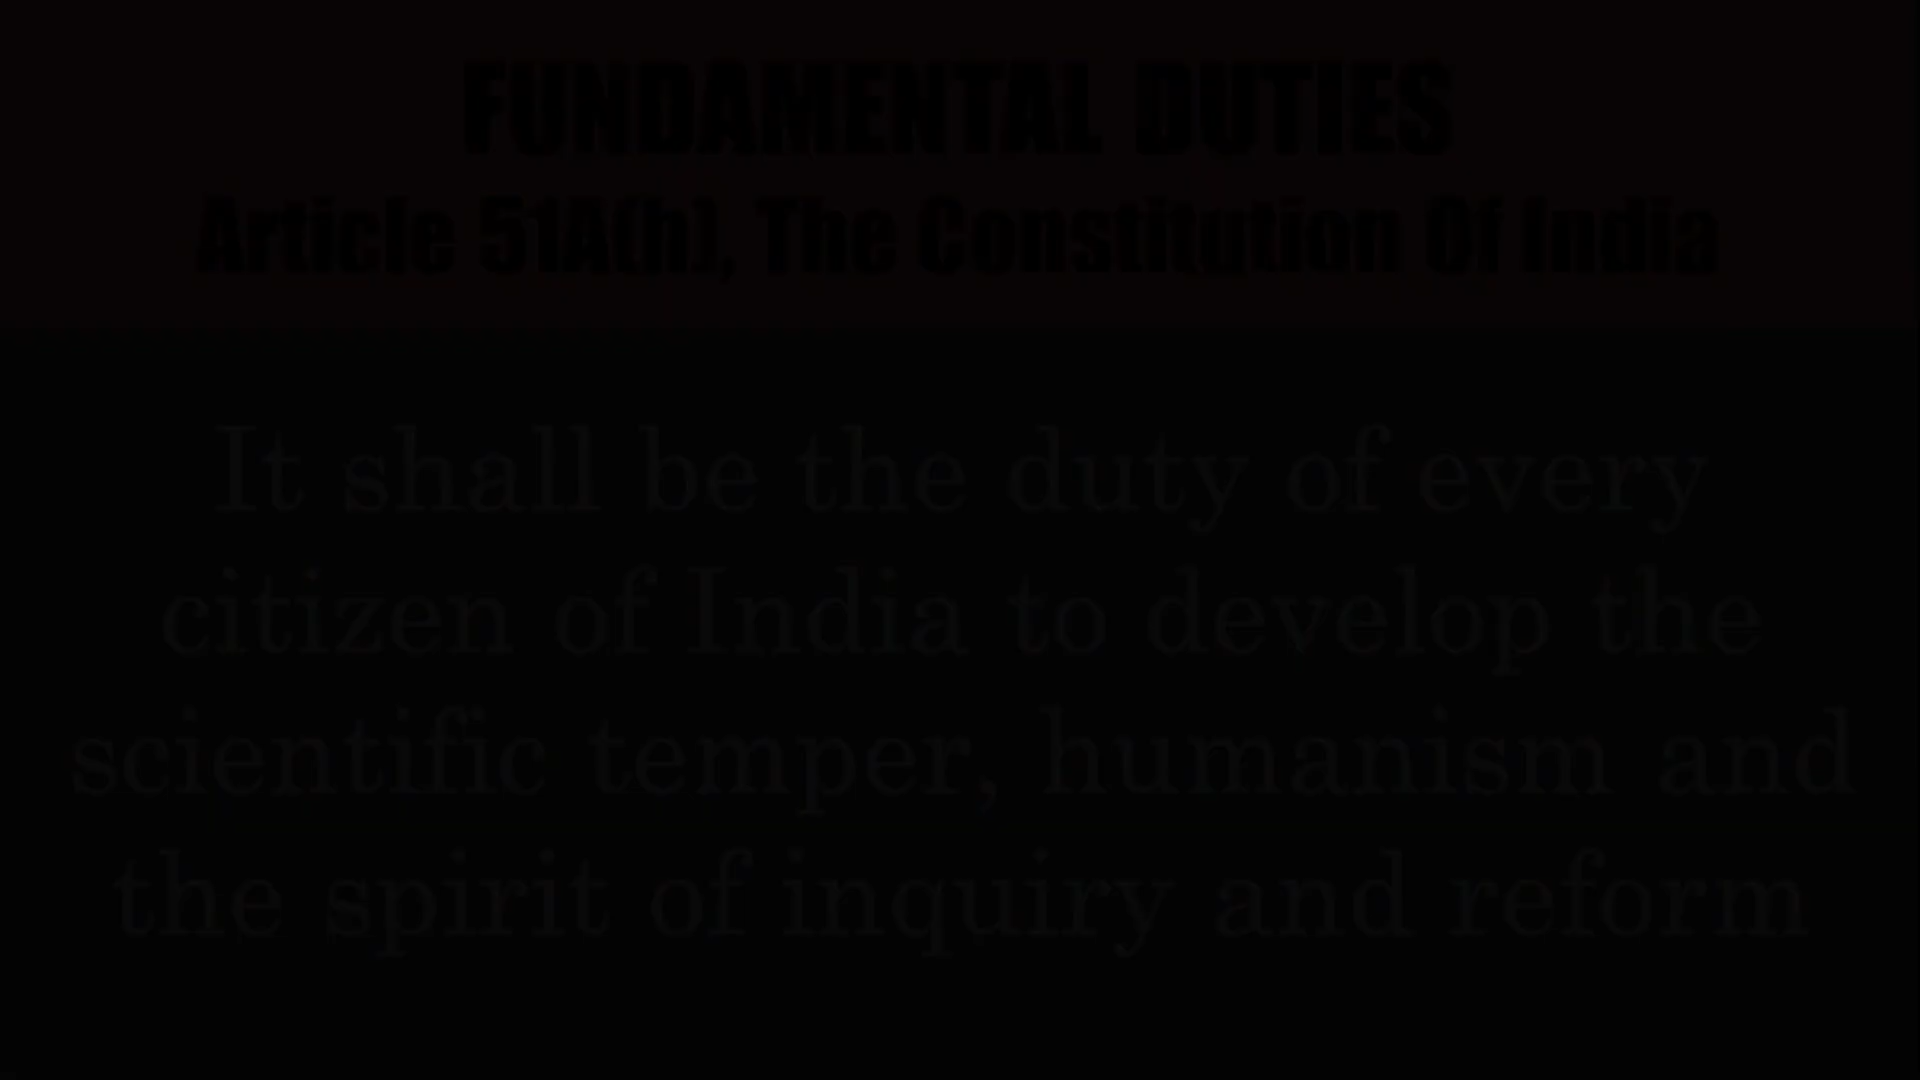 FUNDAMENTAL DUTIES
Article 51A(h), The Constitution Of India
It shall be the duty of every
citizen of India to develop the
scientific temper, humanism and
the spirit of inquiry and reform